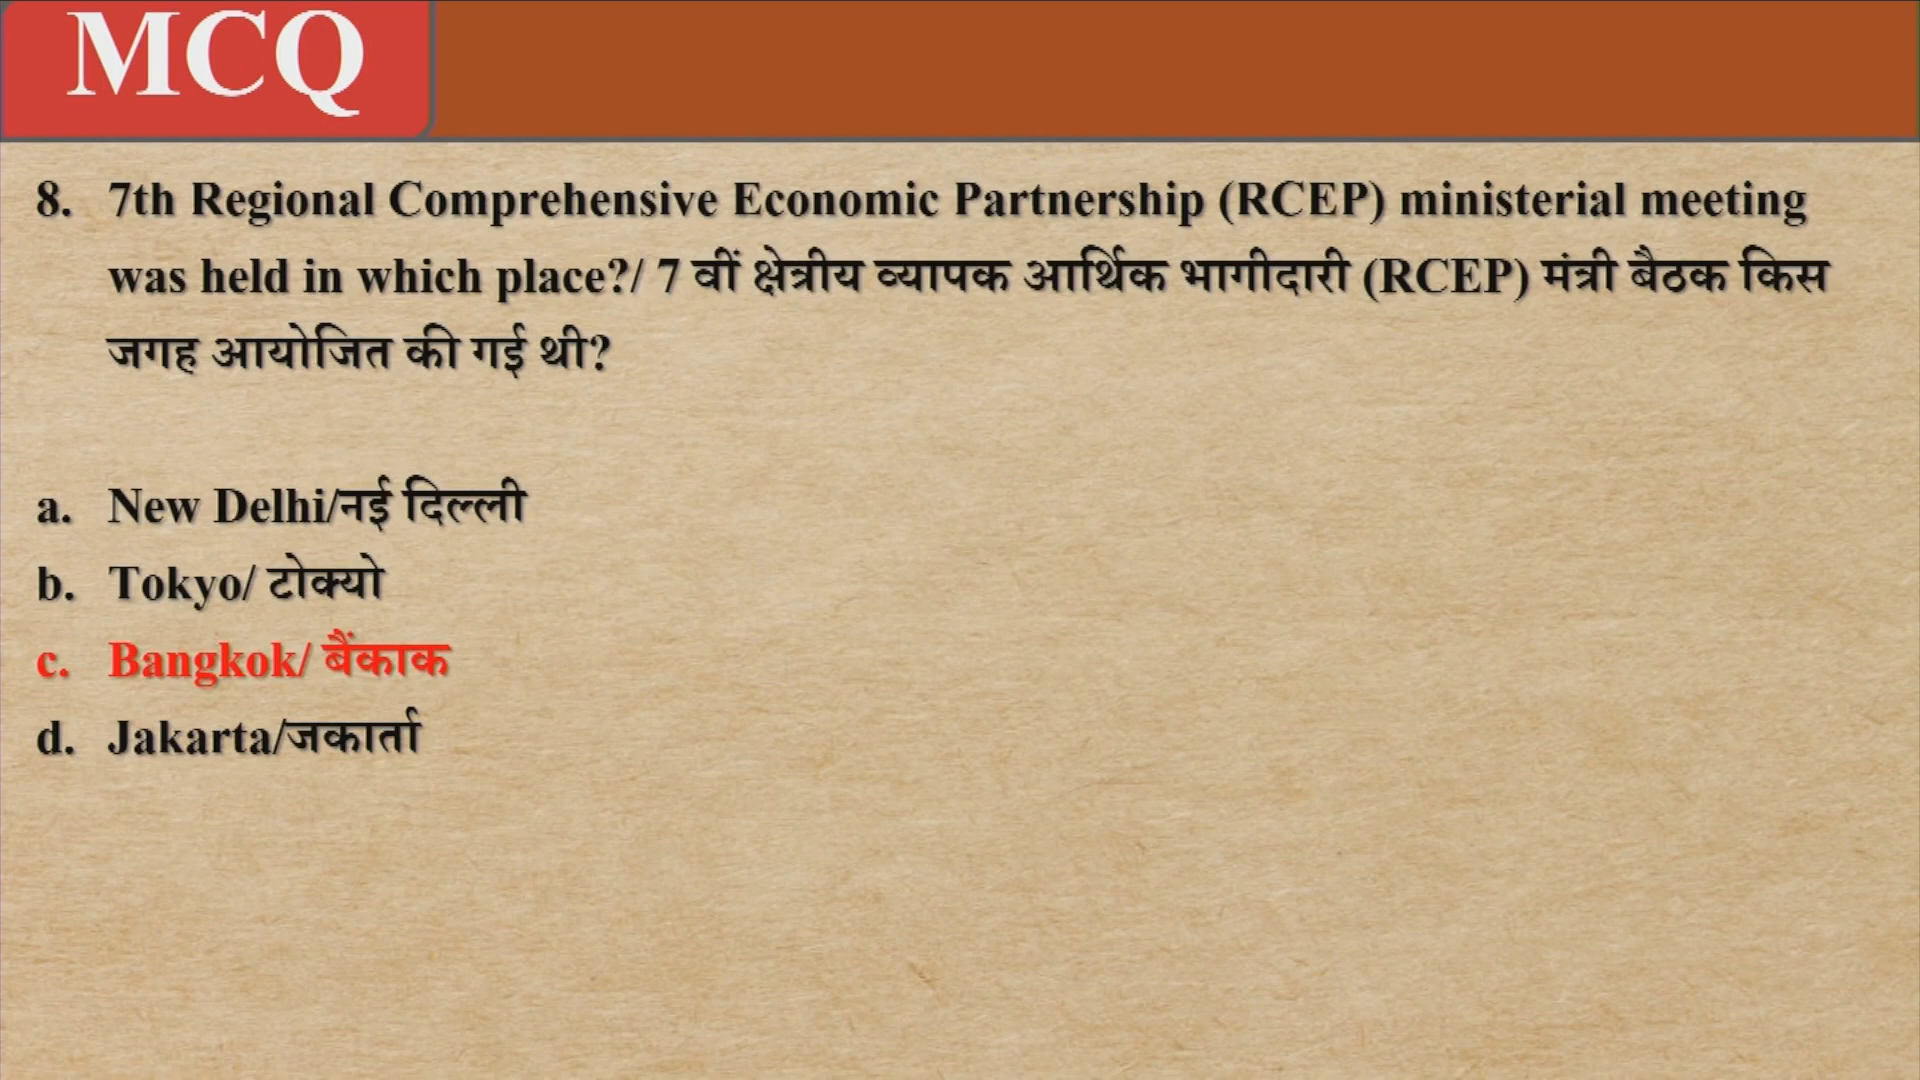 MCQ
8. 7th Regional Comprehensive Economic Partnership (RCEP) ministerial meeting
was held in which place?/ 7 वीं क्षेत्रीय व्यापक आर्थिक भागीदारी (RCEP) मंत्री बैठक किस
जगह आयोजित की गई थी?
a. New Delhi/नई दिल्ली
b. Tokyo/ टोक्यो
c. Bangkok/ बैंकाक
d. Jakarta/जकार्ता